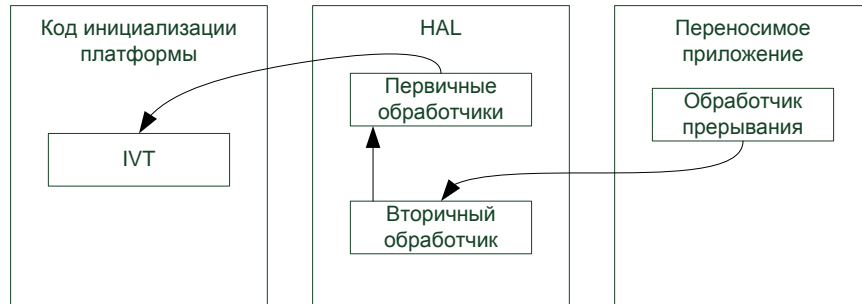 Код инициализации
платформы
IVT
HAL
Первичные
обработчики
Вторичный
обработчик
Переносимое
приложение
Обработчик
прерывания